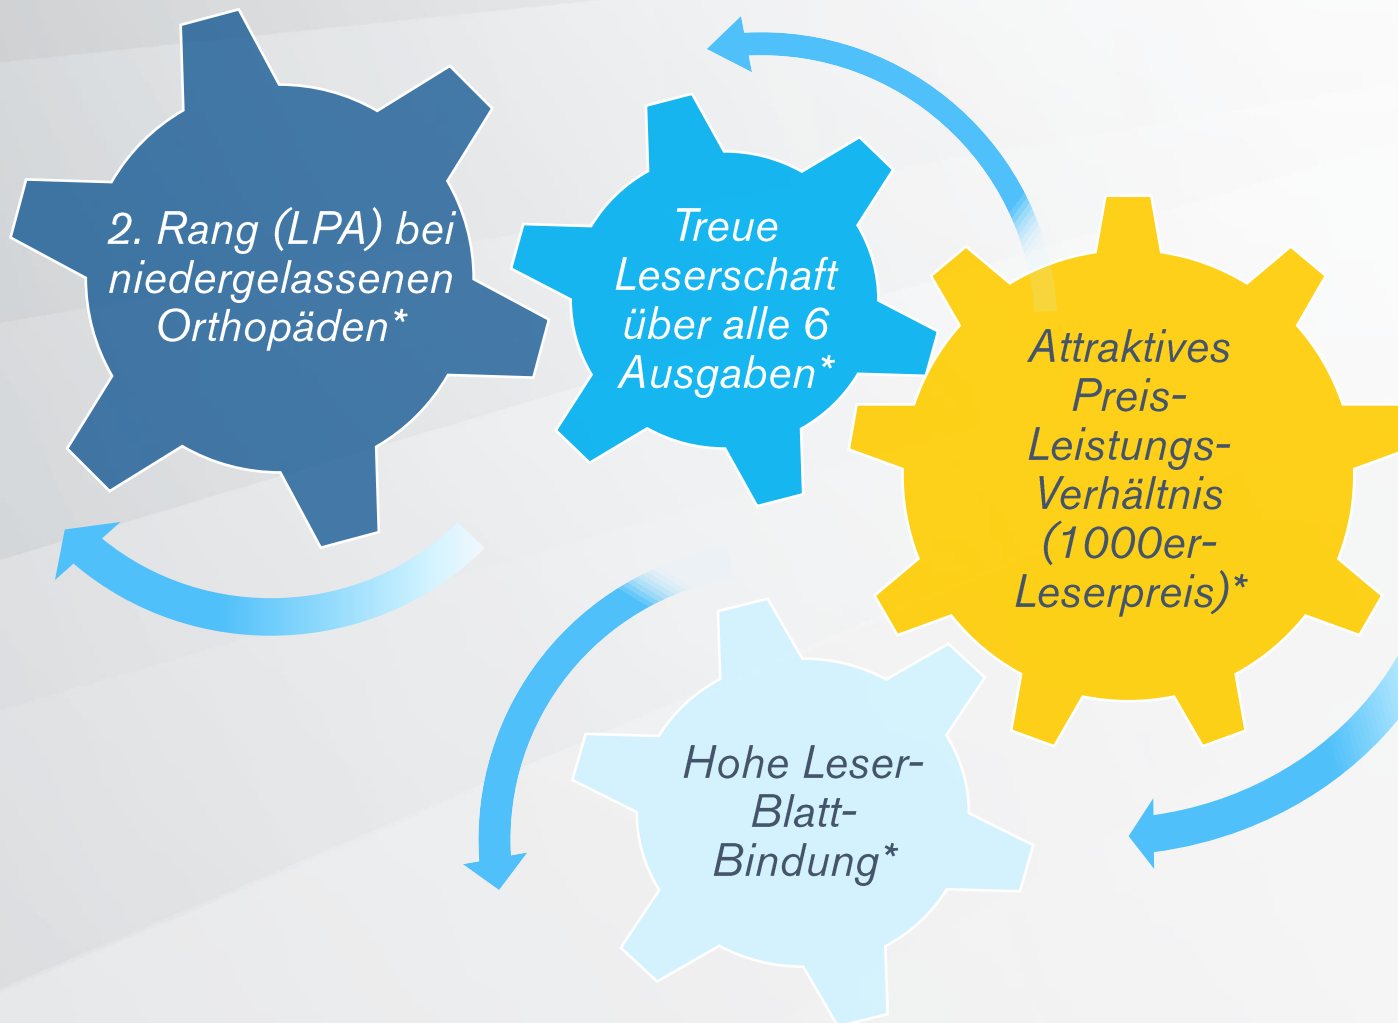 2. Rang (LPA) bei
niedergelassenen
Orthopäden*
Treue
Leserschaft
über alle 6
Ausgaben*
Attraktives
Preis-
Leistungs-
Verhältnis
(1000er-
Leserpreis)*
Hohe Leser-
Blatt-
Bindung*